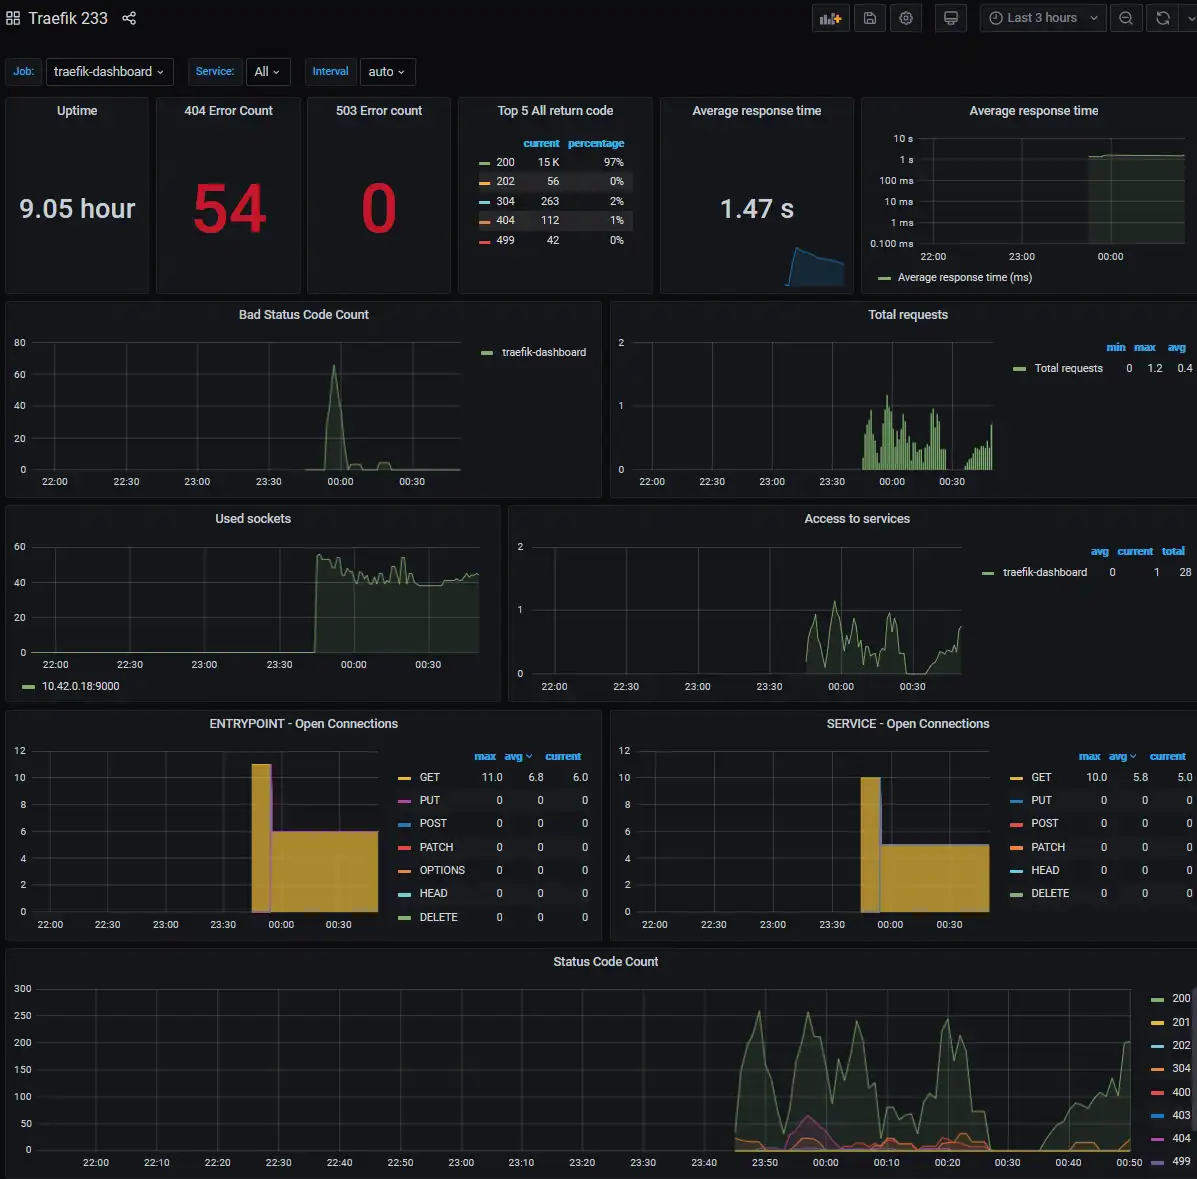 Traefik 233
Last 3 hours
Job: traefik-dashboard Service: All Interval auto
Uptime
9.05 hour
404 Error Count
54
503 Error count
0
Top 5 All return code
current percentage
200 15 K 97%
202 56 0%
304 263 2%
404 112 1%
499 42 0%
Average response time
1.47 s
Average response time
10 s
1 s
100 ms
10 ms
1 ms
0.100 ms
22:00 23:00 00:00
Average response time (ms)
Bad Status Code Count
80
60
40
20
0
22:00 22:30 23:00 23:30 00:00 00:30
traefik-dashboard
Total requests
2
1
0
22:00 22:30 23:00 23:30 00:00 00:30
min max avg
Total requests 0 1.2 0.4
Used sockets
60
40
20
0
22:00 22:30 23:00 23:30 00:00 00:30
10.42.0.18:9000
Access to services
2
1
0
22:00 22:30 23:00 23:30 00:00 00:30
avg current total
traefik-dashboard 0 1 28
ENTRYPOINT - Open Connections
12
10
8
6
4
2
0
22:00 22:30 23:00 23:30 00:00 00:30
max avg current
GET 11.0 6.8 6.0
PUT 0 0 0
POST 0 0 0
PATCH 0 0 0
OPTIONS 0 0 0
HEAD 0 0 0
DELETE 0 0 0
SERVICE - Open Connections
12
10
8
6
4
2
0
22:00 22:30 23:00 23:30 00:00 00:30
max avg current
GET 10.0 5.8 5.0
PUT 0 0 0
POST 0 0 0
PATCH 0 0 0
HEAD 0 0 0
DELETE 0 0 0
Status Code Count
300
250
200
150
100
50
0
22:00 22:10 22:20 22:30 22:40 22:50 23:00 23:10 23:20 23:30 23:40 23:50 00:00 00:10 00:20 00:30 00:40 00:50
200
201
202
304
400
403
404
499